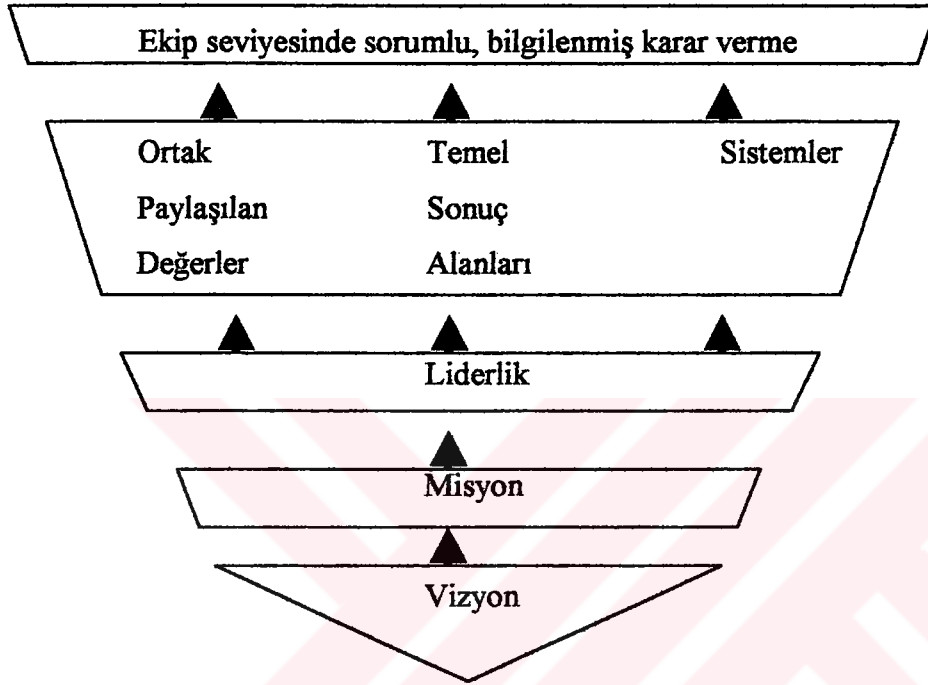 Ekip seviyesinde sorumlu, bilgilenmiş karar verme
Ortak Temel Sistemler
Paylaşılan Sonuç
Değerler Alanları
Liderlik
Misyon
Vizyon